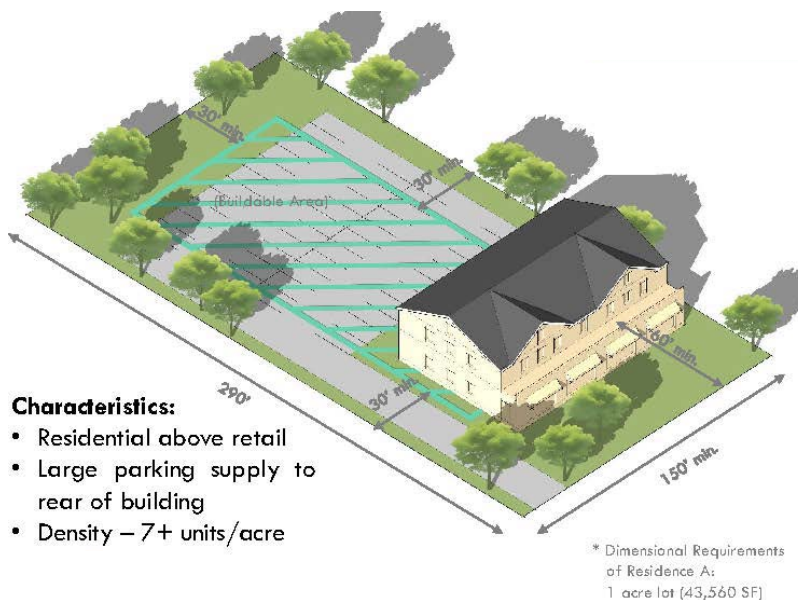 30' min.
30' min.
(Buildable Area)
60' min.
290'
30' min.
150' min.
Characteristics:
• Residential above retail
• Large parking supply to
rear of building
• Density – 7+ units/acre
* Dimensional Requirements
of Residence A:
1 acre lot (43,560 SF)